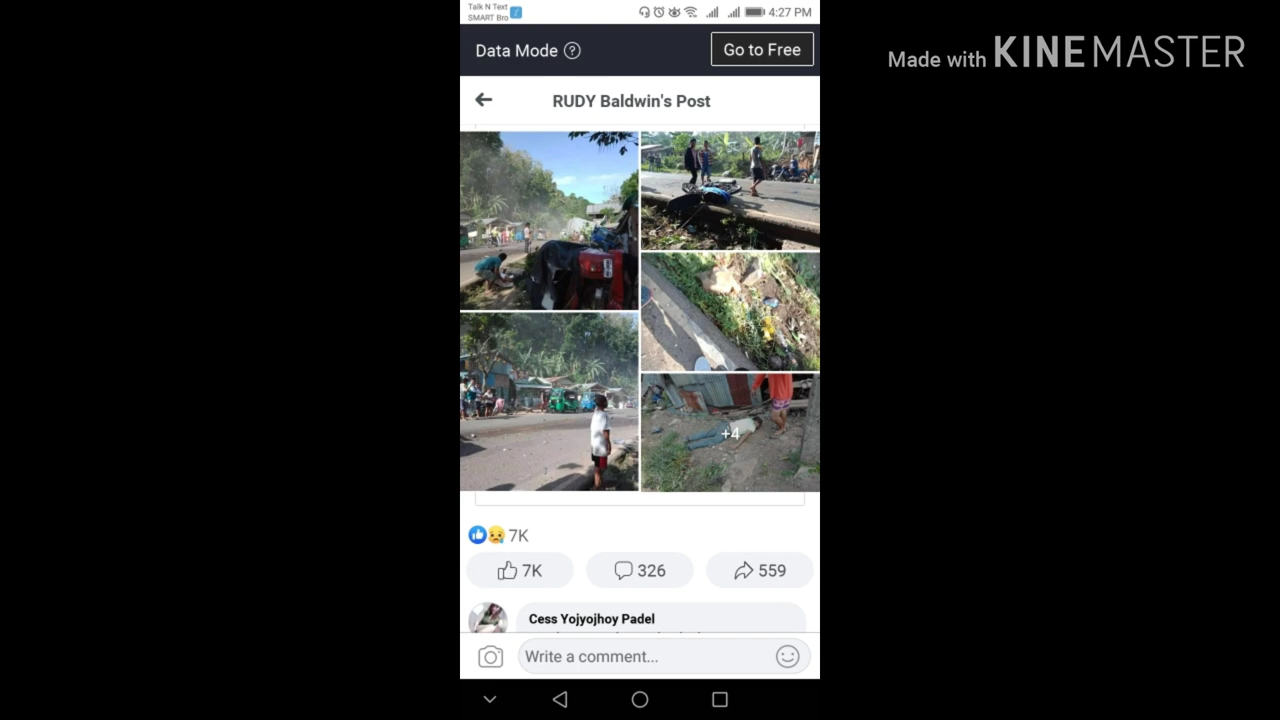 Talk N Text
SMART Bro
4:27 PM
Data Mode ?
Go to Free
Made with KINEMASTER
RUDY Baldwin's Post
+4
7K
7K
326
559
Cess Yojyojhoy Padel
Write a comment...